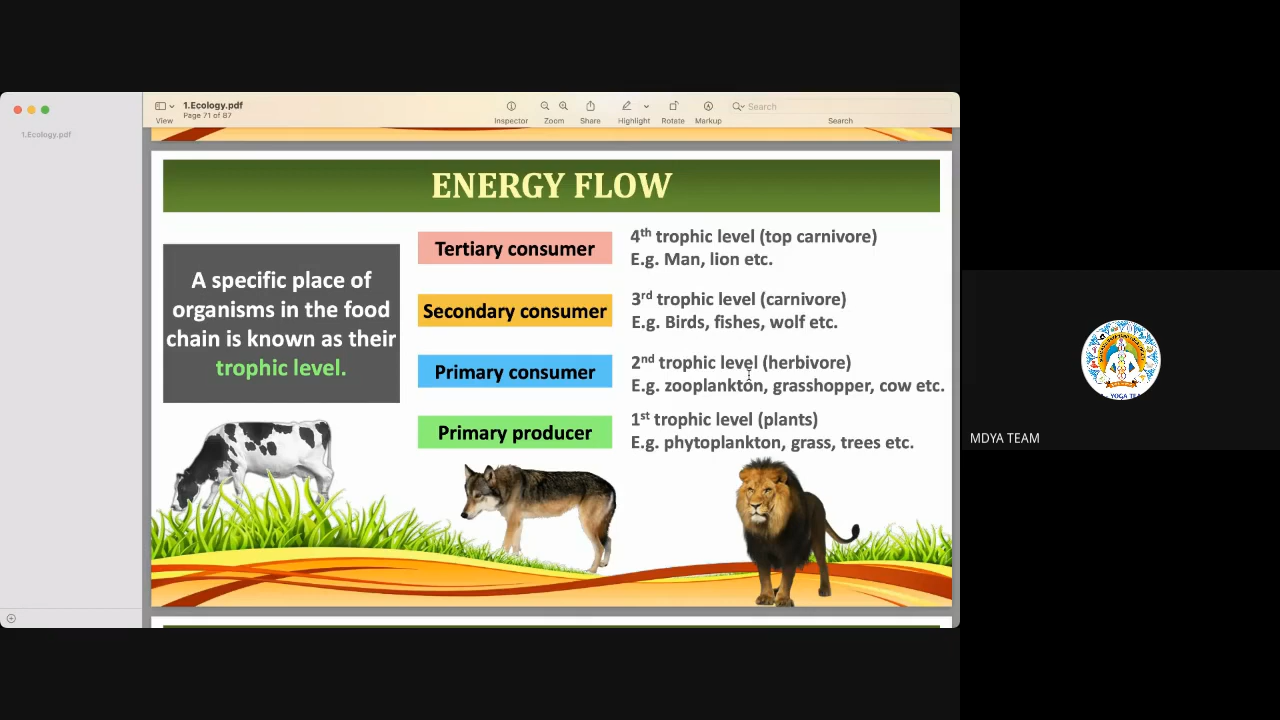 1.Ecology.pdf
Page 71 of 87
View
Inspector
Zoom
Share
Highlight
Rotate
Markup
Search
Search
1.Ecology.pdf
ENERGY FLOW
A specific place of
organisms in the food
chain is known as their
trophic level.
Tertiary consumer
4th trophic level (top carnivore)
E.g. Man, lion etc.
Secondary consumer
3rd trophic level (carnivore)
E.g. Birds, fishes, wolf etc.
Primary consumer
2nd trophic level (herbivore)
E.g. zooplankton, grasshopper, cow etc.
Primary producer
1st trophic level (plants)
E.g. phytoplankton, grass, trees etc.
MDYA TEAM